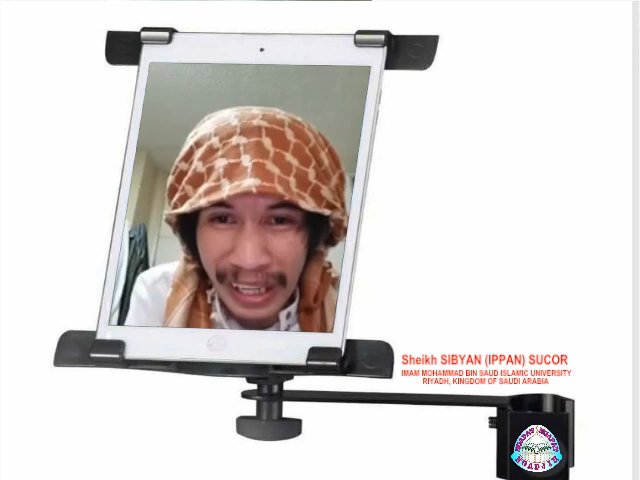 Sheikh SIBYAN (IPPAN) SUCOR
IMAM MOHAMMAD BIN SAUD ISLAMIC UNIVERSITY
RIYADH, KINGDOM OF SAUDI ARABIA